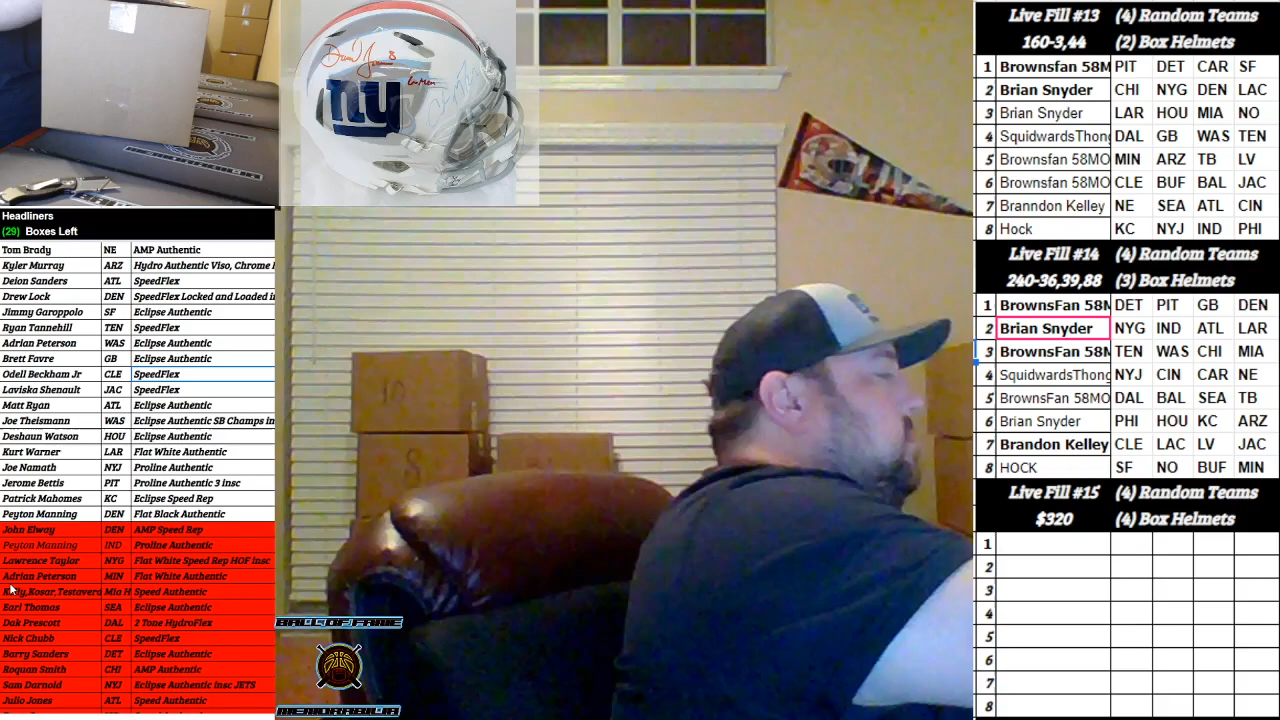 Headliners
(29) Boxes Left
Tom Brady NE AMP Authentic
Kyler Murray ARZ Hydro Authentic Viso, Chrome
Deion Sanders ATL SpeedFlex
Drew Lock DEN SpeedFlex Locked and Loaded
Jimmy Garoppolo SF Eclipse Authentic
Ryan Tannehill TEN SpeedFlex
Adrian Peterson WAS Eclipse Authentic
Brett Favre GB Eclipse Authentic
Odell Beckham Jr CLE SpeedFlex
Laviska Shenault JAC SpeedFlex
Matt Ryan ATL Eclipse Authentic
Joe Theismann WAS Eclipse Authentic SB Champs in
Deshaun Watson HOU Eclipse Authentic
Kurt Warner LAR Flat White Authentic
Joe Namath NYJ Proline Authentic
Jerome Bettis PIT Proline Authentic 3 insc
Patrick Mahomes KC Eclipse Speed Rep
Peyton Manning DEN Flat Black Authentic
John Elway DEN AMP Speed Rep
Peyton Manning IND Proline Authentic
Lawrence Taylor NYG Flat White Speed Rep HOF insc
Adrian Peterson MIN Flat White Authentic
Kelly,Kosar,Testaverd Mia H Speed Authentic
Earl Thomas SEA Eclipse Authentic
Dak Prescott DAL 2 Tone HydroFlex
Nick Chubb CLE SpeedFlex
Barry Sanders DET Eclipse Authentic
Roquan Smith CHI AMP Authentic
Sam Darnold NYJ Eclipse Authentic insc JETS
Julio Jones ATL Speed Authentic
ny
10
BALL OF FAME
MEMORABILIA
Live Fill #13 (4) Random Teams
160-3,44 (2) Box Helmets
1 Brownsfan 58M PIT DET CAR SF
2 Brian Snyder CHI NYG DEN LAC
3 Brian Snyder LAR HOU MIA NO
4 SquidwardsThong DAL GB WAS TEN
5 Brownsfan 58MO MIN ARZ TB LV
6 Brownsfan 58MO CLE BUF BAL JAC
7 Branndon Kelley NE SEA ATL CIN
8 Hock KC NYJ IND PHI
Live Fill #14 (4) Random Teams
240-36,39,88 (3) Box Helmets
1 BrownsFan 58M DET PIT GB DEN
2 Brian Snyder NYG IND ATL LAR
3 BrownsFan 58M TEN WAS CHI MIA
4 SquidwardsThong NYJ CIN CAR NE
5 BrownsFan 58MO DAL BAL SEA TB
6 Brian Snyder PHI HOU KC ARZ
7 Brandon Kelley CLE LAC LV JAC
8 HOCK SF NO BUF MIN
Live Fill #15 (4) Random Teams
$320 (4) Box Helmets
1
2
3
4
5
6
7
8